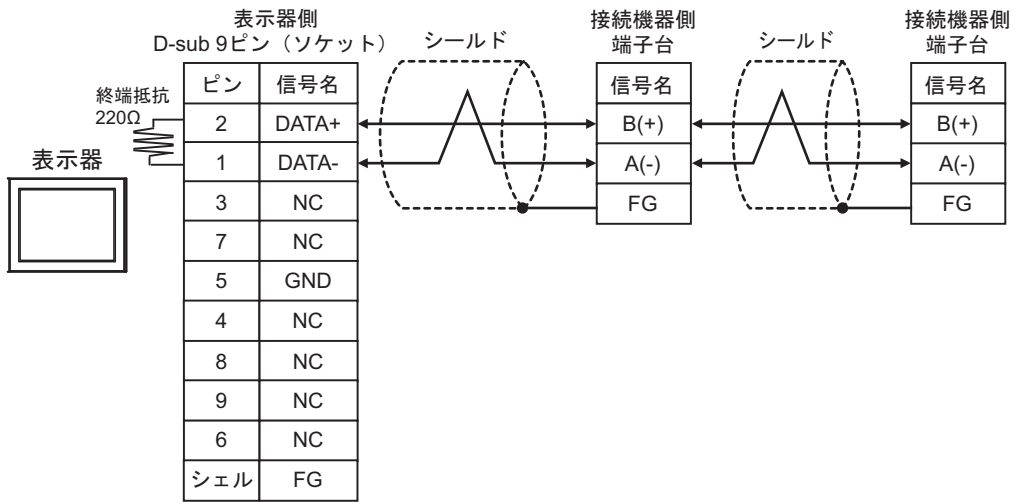 表示器側
D-sub 9ピン（ソケット）
シールド
接続機器側
端子台
シールド
接続機器側
端子台
終端抵抗
220Ω
表示器
ピン 信号名
2 DATA+
1 DATA-
3 NC
7 NC
5 GND
4 NC
8 NC
9 NC
6 NC
シェル FG
信号名
B(+)
A(-)
FG
信号名
B(+)
A(-)
FG